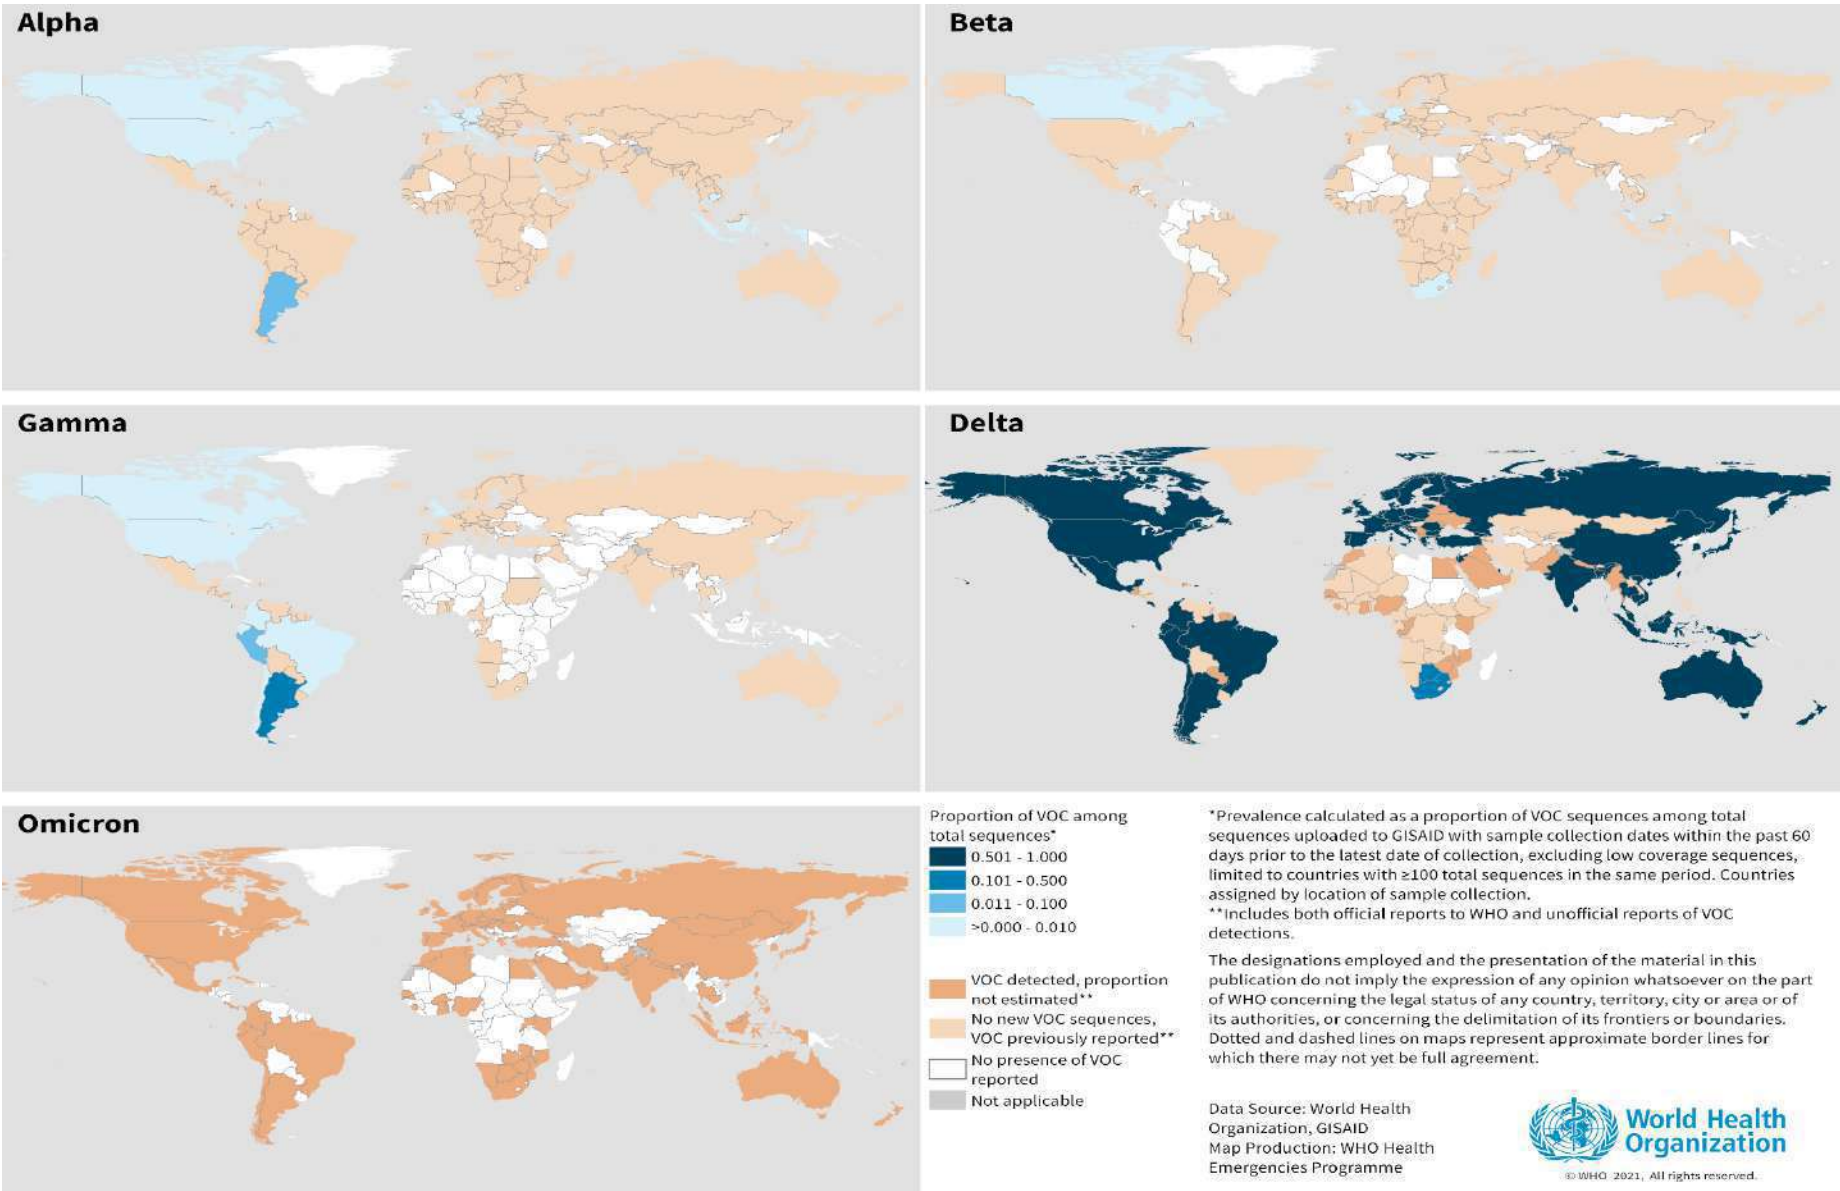 Alpha
Beta
Gamma
Delta
Omicron
Proportion of VOC among
total sequences*
0.501 - 1.000
0.101 - 0.500
0.011 - 0.100
>0.000 - 0.010
VOC detected, proportion
not estimated**
No new VOC sequences,
VOC previously reported**
No presence of VOC
reported
Not applicable
*Prevalence calculated as a proportion of VOC sequences among total
sequences uploaded to GISAID with sample collection dates within the past 60
days prior to the latest date of collection, excluding low coverage sequences,
limited to countries with ≥100 total sequences in the same period. Countries
assigned by location of sample collection.
**Includes both official reports to WHO and unofficial reports of VOC
detections.
The designations employed and the presentation of the material in this
publication do not imply the expression of any opinion whatsoever on the part
of WHO concerning the legal status of any country, territory, city or area or of
its authorities, or concerning the delimitation of its frontiers or boundaries.
Dotted and dashed lines on maps represent approximate border lines for
which there may not yet be full agreement.
Data Source: World Health
Organization, GISAID
Map Production: WHO Health
Emergencies Programme
World Health
Organization
© WHO 2021, All rights reserved.